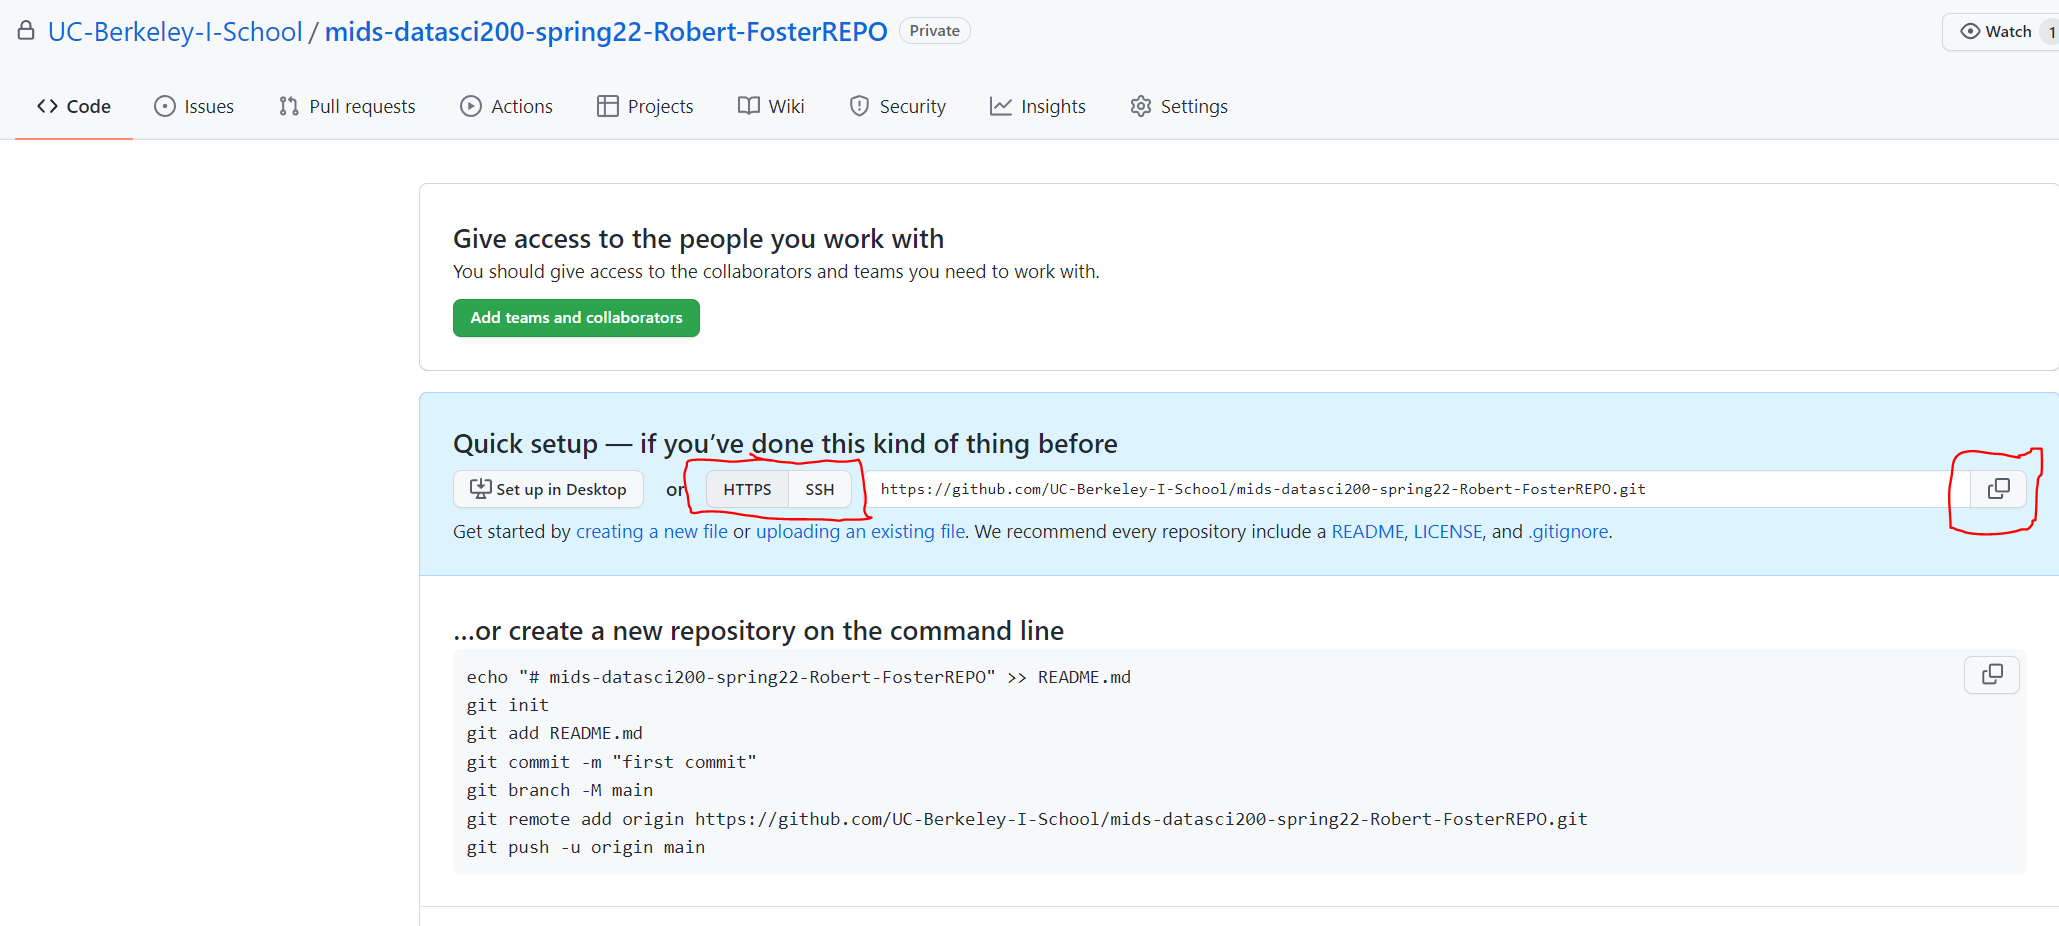 UC-Berkeley-I-School / mids-datasci200-spring22-Robert-FosterREPO Private
Watch 1
Code Issues Pull requests Actions Projects Wiki Security Insights Settings
Give access to the people you work with
You should give access to the collaborators and teams you need to work with.
Add teams and collaborators
Quick setup — if you’ve done this kind of thing before
Set up in Desktop or HTTPS SSH https://github.com/UC-Berkeley-I-School/mids-datasci200-spring22-Robert-FosterREPO.git
Get started by creating a new file or uploading an existing file. We recommend every repository include a README, LICENSE, and .gitignore.
…or create a new repository on the command line
echo "# mids-datasci200-spring22-Robert-FosterREPO" >> README.md
git init
git add README.md
git commit -m "first commit"
git branch -M main
git remote add origin https://github.com/UC-Berkeley-I-School/mids-datasci200-spring22-Robert-FosterREPO.git
git push -u origin main